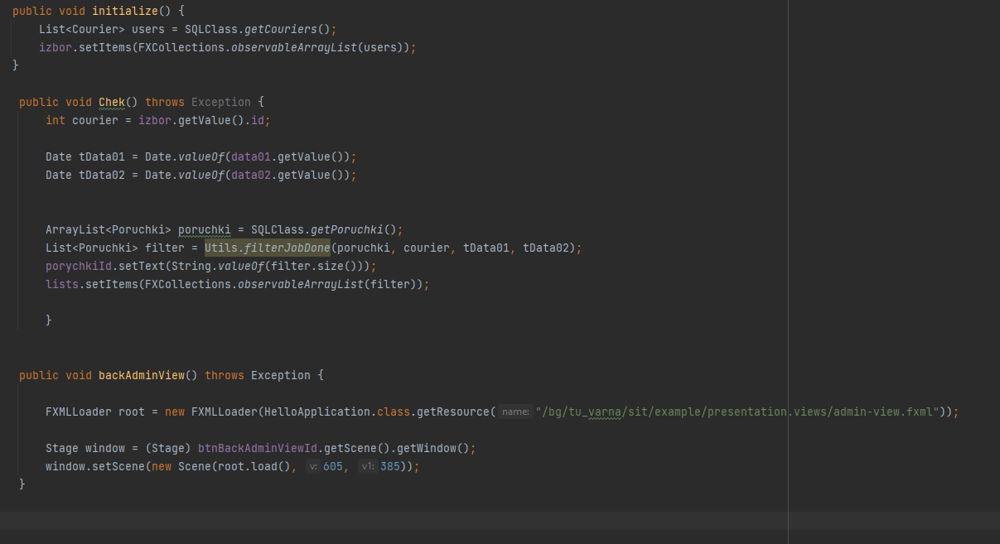 public void initialize() {
List<Courier> users = SQLClass.getCouriers();
izbor.setItems(FXCollections.observableArrayList(users));
}
public void Chek() throws Exception {
int courier = izbor.getValue().id;
Date tData01 = Date.valueOf(data01.getValue());
Date tData02 = Date.valueOf(data02.getValue());
ArrayList<Poruchki> poruchki = SQLClass.getPoruchki();
List<Poruchki> filter = Utils.filterJobDone(poruchki, courier, tData01, tData02);
porychkiId.setText(String.valueOf(filter.size()));
lists.setItems(FXCollections.observableArrayList(filter));
}
public void backAdminView() throws Exception {
FXMLLoader root = new FXMLLoader(HelloApplication.class.getResource( name: "/bg/tu_varna/sit/example/presentation.views/admin-view.fxml"));
Stage window = (Stage) btnBackAdminViewId.getScene().getWindow();
window.setScene(new Scene(root.load(), v: 605, v1: 385));
}